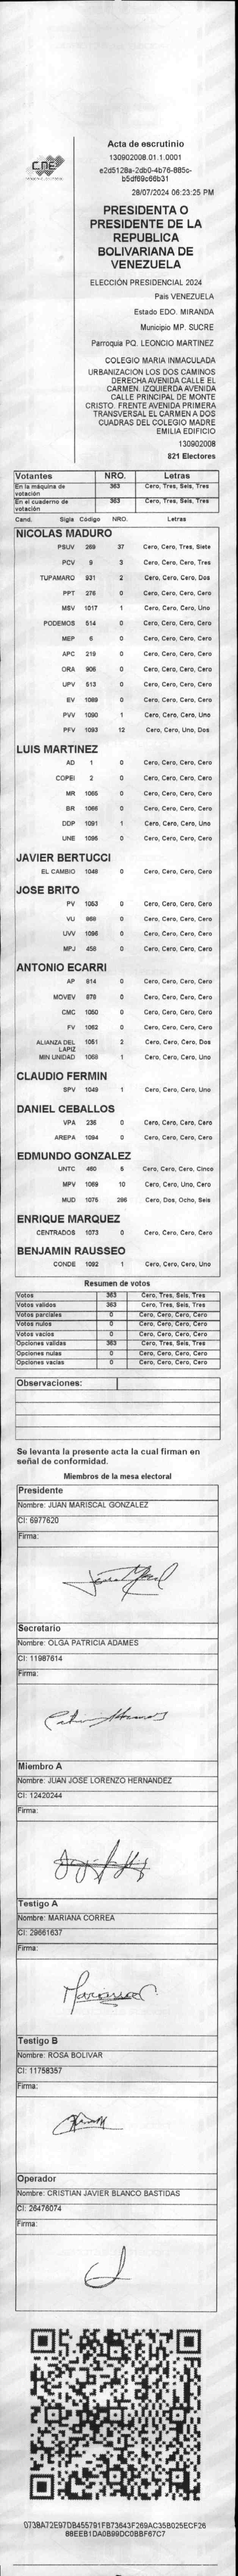 CNE
Acta de escrutinio
130902008.01.1.0001
e2d5128a-2db0-4b76-885c-
b5df69c66b31
28/07/2024 06:23:25 PM
PRESIDENTA O
PRESIDENTE DE LA
REPUBLICA
BOLIVARIANA DE
VENEZUELA
ELECCIÓN PRESIDENCIAL 2024
Pais VENEZUELA
Estado EDO. MIRANDA
Municipio MP. SUCRE
Parroquia PQ. LEONCIO MARTINEZ
COLEGIO MARIA INMACULADA
URBANIZACION LOS DOS CAMINOS
DERECHA AVENIDA CALLE EL
CARMEN. IZQUIERDA AVENIDA
CALLE PRINCIPAL DE MONTE
CRISTO. FRENTE AVENIDA PRIMERA
TRANSVERSAL EL CARMEN A DOS
CUADRAS DEL COLEGIO MADRE
EMILIA EDIFICIO
130902008
821 Electores
Votantes NRO. Letras
En la máquina de votación 363 Cero, Tres, Seis, Tres
En el cuaderno de votación 363 Cero, Tres, Seis, Tres
Cand. Sigla Código NRO. Letras
NICOLAS MADURO
PSUV 269 37 Cero, Cero, Tres, Siete
PCV 9 3 Cero, Cero, Cero, Tres
TUPAMARO 931 2 Cero, Cero, Cero, Dos
PPT 276 0 Cero, Cero, Cero, Cero
MSV 1017 1 Cero, Cero, Cero, Uno
PODEMOS 514 0 Cero, Cero, Cero, Cero
MEP 6 0 Cero, Cero, Cero, Cero
APC 219 0 Cero, Cero, Cero, Cero
ORA 906 0 Cero, Cero, Cero, Cero
UPV 513 0 Cero, Cero, Cero, Cero
EV 1089 0 Cero, Cero, Cero, Cero
PVV 1090 1 Cero, Cero, Cero, Uno
PFV 1093 12 Cero, Cero, Uno, Dos
LUIS MARTINEZ
AD 1 0 Cero, Cero, Cero, Cero
COPEI 2 0 Cero, Cero, Cero, Cero
MR 1065 0 Cero, Cero, Cero, Cero
BR 1066 0 Cero, Cero, Cero, Cero
DDP 1091 1 Cero, Cero, Cero, Uno
UNE 1095 0 Cero, Cero, Cero, Cero
JAVIER BERTUCCI
EL CAMBIO 1048 0 Cero, Cero, Cero, Cero
JOSE BRITO
PV 1053 0 Cero, Cero, Cero, Cero
VU 868 0 Cero, Cero, Cero, Cero
UVV 1096 0 Cero, Cero, Cero, Cero
MPJ 458 0 Cero, Cero, Cero, Cero
ANTONIO ECARRI
AP 614 0 Cero, Cero, Cero, Cero
MOVEV 878 0 Cero, Cero, Cero, Cero
CMC 1050 0 Cero, Cero, Cero, Cero
FV 1062 0 Cero, Cero, Cero, Cero
ALIANZA DEL LAPIZ 1051 2 Cero, Cero, Cero, Dos
MIN UNIDAD 1058 1 Cero, Cero, Cero, Uno
CLAUDIO FERMIN
SPV 1049 1 Cero, Cero, Cero, Uno
DANIEL CEBALLOS
VPA 236 0 Cero, Cero, Cero, Cero
AREPA 1094 0 Cero, Cero, Cero, Cero
EDMUNDO GONZALEZ
UNTC 460 5 Cero, Cero, Cero, Cinco
MPV 1069 10 Cero, Cero, Uno, Cero
MUD 1075 286 Cero, Dos, Ocho, Seis
ENRIQUE MARQUEZ
CENTRADOS 1073 0 Cero, Cero, Cero, Cero
BENJAMIN RAUSSEO
CONDE 1092 1 Cero, Cero, Cero, Uno
Resumen de votos
Votos 363 Cero, Tres, Seis, Tres
Votos validos 363 Cero, Tres, Seis, Tres
Votos parciales 0 Cero, Cero, Cero, Cero
Votos nulos 0 Cero, Cero, Cero, Cero
Votos vacios 0 Cero, Cero, Cero, Cero
Opciones validas 363 Cero, Tres, Seis, Tres
Opciones nulas 0 Cero, Cero, Cero, Cero
Opciones vacias 0 Cero, Cero, Cero, Cero
Observaciones:
Se levanta la presente acta la cual firman en
señal de conformidad.
Miembros de la mesa electoral
Presidente
Nombre: JUAN MARISCAL GONZALEZ
CI: 6977620
Firma:
Secretario
Nombre: OLGA PATRICIA ADAMES
CI: 11987614
Firma:
Miembro A
Nombre: JUAN JOSE LORENZO HERNANDEZ
CI: 12420244
Firma:
Testigo A
Nombre: MARIANA CORREA
CI: 29661637
Firma:
Testigo B
Nombre: ROSA BOLIVAR
CI: 11758357
Firma:
Operador
Nombre: CRISTIAN JAVIER BLANCO BASTIDAS
CI: 26476074
Firma:
0738A72E97DB455791FB73643F269AC35B025ECF26
88EEB1DA0B99DC0BBF67C7